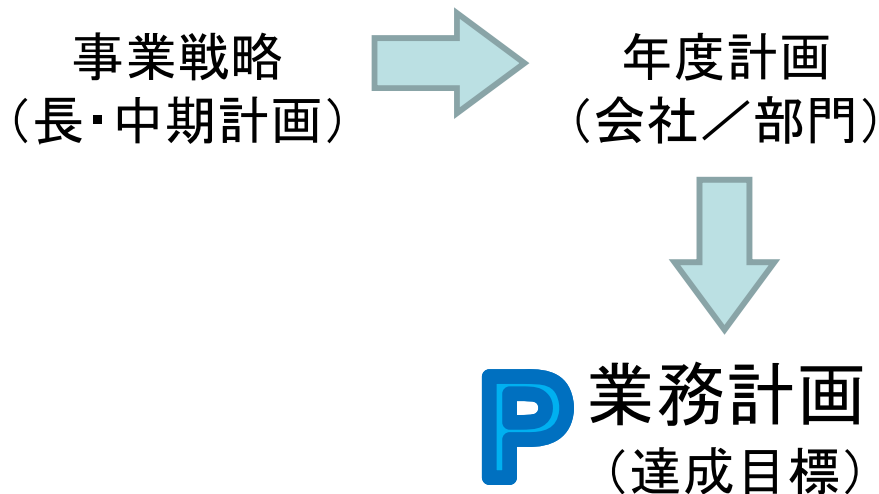 事業戦略
（長・中期計画）
年度計画
（会社／部門）
P
業務計画
（達成目標）